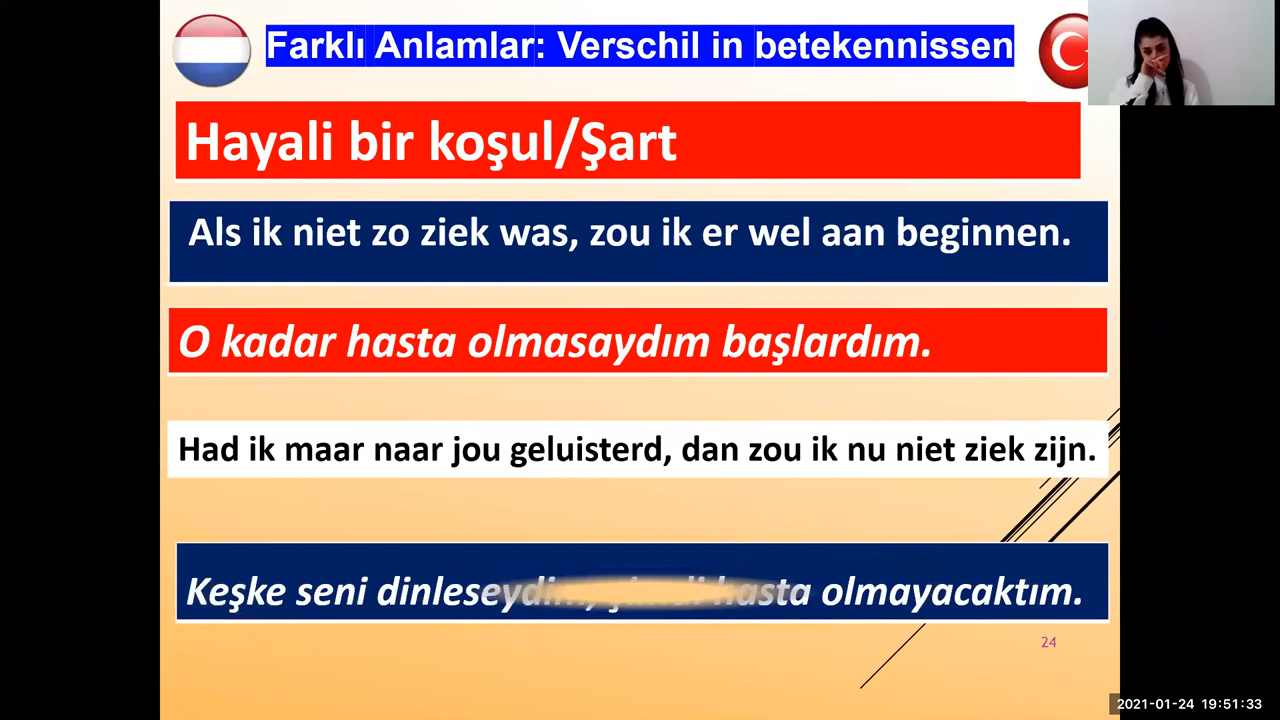 Farklı Anlamlar: Verschil in betekennissen
Hayali bir koşul/Şart
Als ik niet zo ziek was, zou ik er wel aan beginnen.
O kadar hasta olmasaydım başlardım.
Had ik maar naar jou geluisterd, dan zou ik nu niet ziek zijn.
Keşke seni dinleseydim, hasta olmayacaktım.
24
2021-01-24 19:51:33